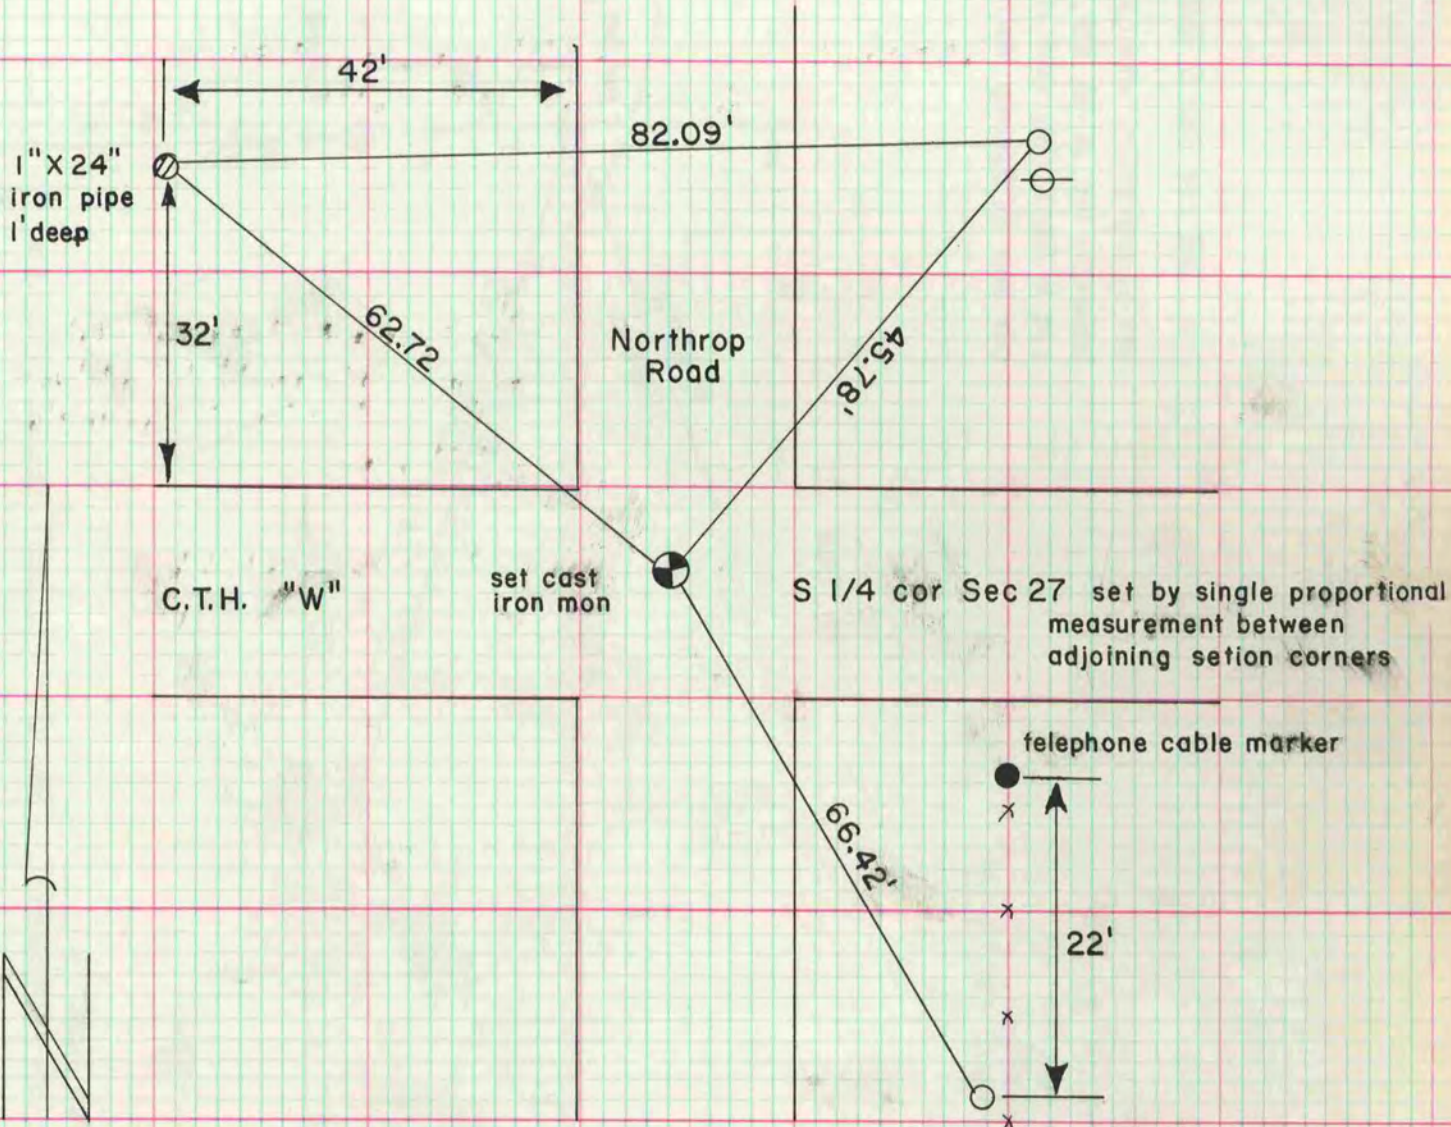 42'
82.09'
1"X24"
iron pipe
1'deep
32'
62.72
Northrop
Road
45.78'
C.T.H. "W"
set cast
iron mon
S 1/4 cor Sec 27 set by single proportional
measurement between
adjoining setion corners
felephone cable marker
66.42'
22'
N